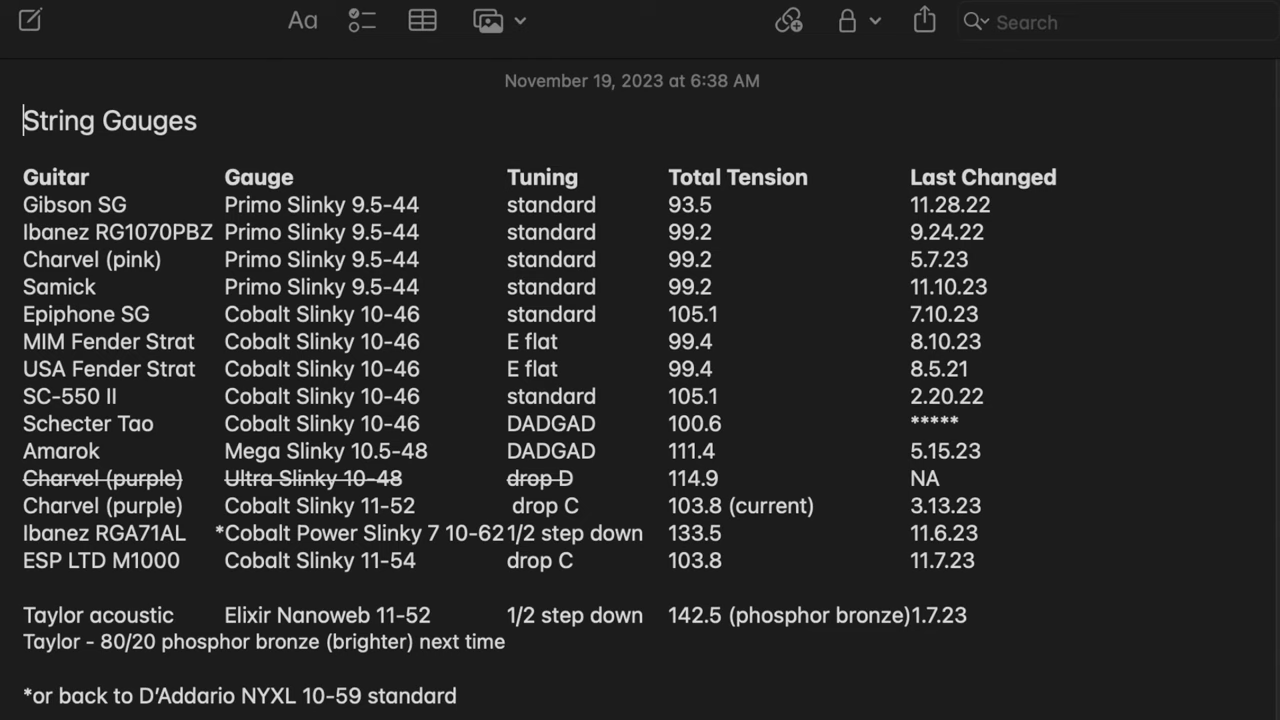 Aa
Search
November 19, 2023 at 6:38 AM
String Gauges
Guitar Gauge Tuning Total Tension Last Changed
Gibson SG Primo Slinky 9.5-44 standard 93.5 11.28.22
Ibanez RG1070PBZ Primo Slinky 9.5-44 standard 99.2 9.24.22
Charvel (pink) Primo Slinky 9.5-44 standard 99.2 5.7.23
Samick Primo Slinky 9.5-44 standard 99.2 11.10.23
Epiphone SG Cobalt Slinky 10-46 standard 105.1 7.10.23
MIM Fender Strat Cobalt Slinky 10-46 E flat 99.4 8.10.23
USA Fender Strat Cobalt Slinky 10-46 E flat 99.4 8.5.21
SC-550 II Cobalt Slinky 10-46 standard 105.1 2.20.22
Schecter Tao Cobalt Slinky 10-46 DADGAD 100.6 *****
Amarok Mega Slinky 10.5-48 DADGAD 111.4 5.15.23
Charvel (purple) Ultra Slinky 10-48 drop D 114.9 NA
Charvel (purple) Cobalt Slinky 11-52 drop C 103.8 (current) 3.13.23
Ibanez RGA71AL *Cobalt Power Slinky 7 10-62 1/2 step down 133.5 11.6.23
ESP LTD M1000 Cobalt Slinky 11-54 drop C 103.8 11.7.23
Taylor acoustic Elixir Nanoweb 11-52 1/2 step down 142.5 (phosphor bronze) 1.7.23
Taylor - 80/20 phosphor bronze (brighter) next time
*or back to D'Addario NYXL 10-59 standard